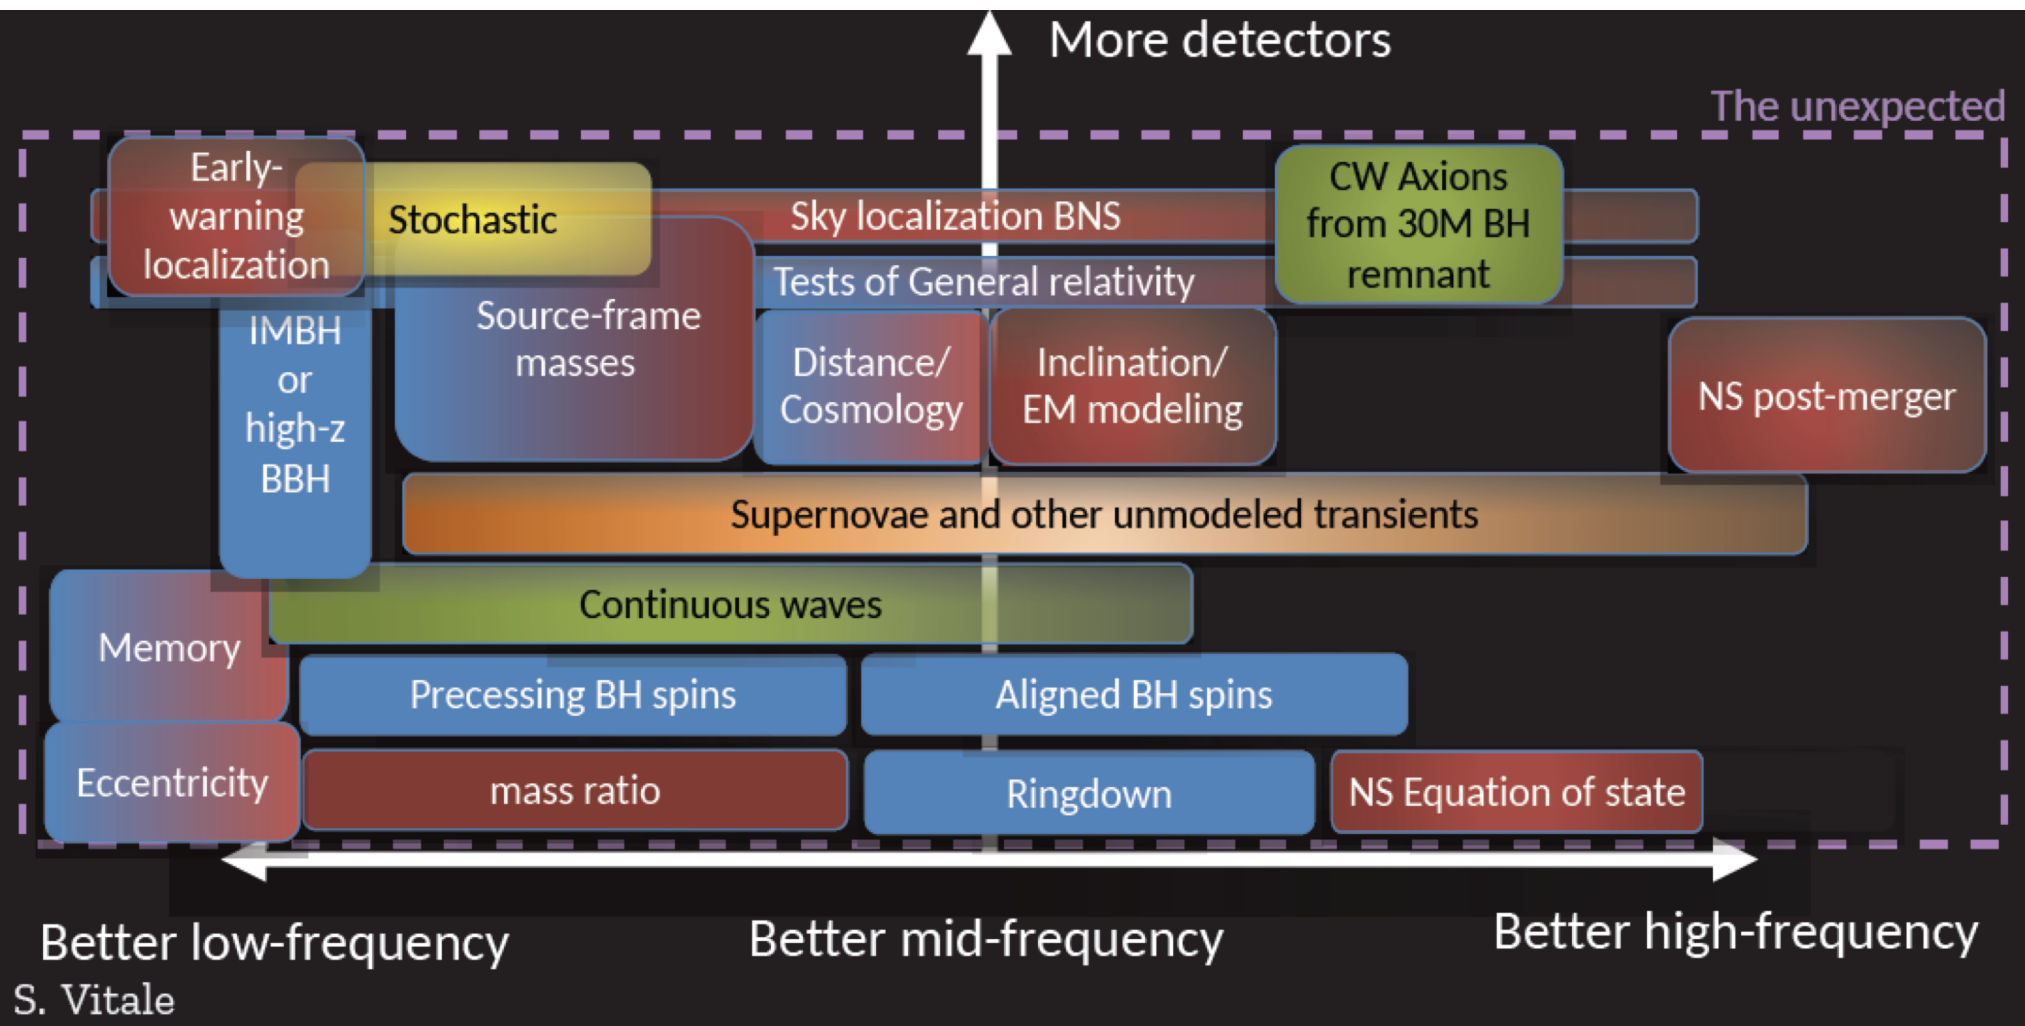 More detectors
The unexpected
Early-
warning
localization
Stochastic
Sky localization BNS
CW Axions
from 30M BH
remnant
Tests of General relativity
IMBH
or
high-z
BBH
Source-frame
masses
Distance/
Cosmology
Inclination/
EM modeling
NS post-merger
Supernovae and other unmodeled transients
Continuous waves
Memory
Precessing BH spins
Aligned BH spins
Eccentricity
mass ratio
Ringdown
NS Equation of state
Better low-frequency
Better mid-frequency
Better high-frequency
S. Vitale